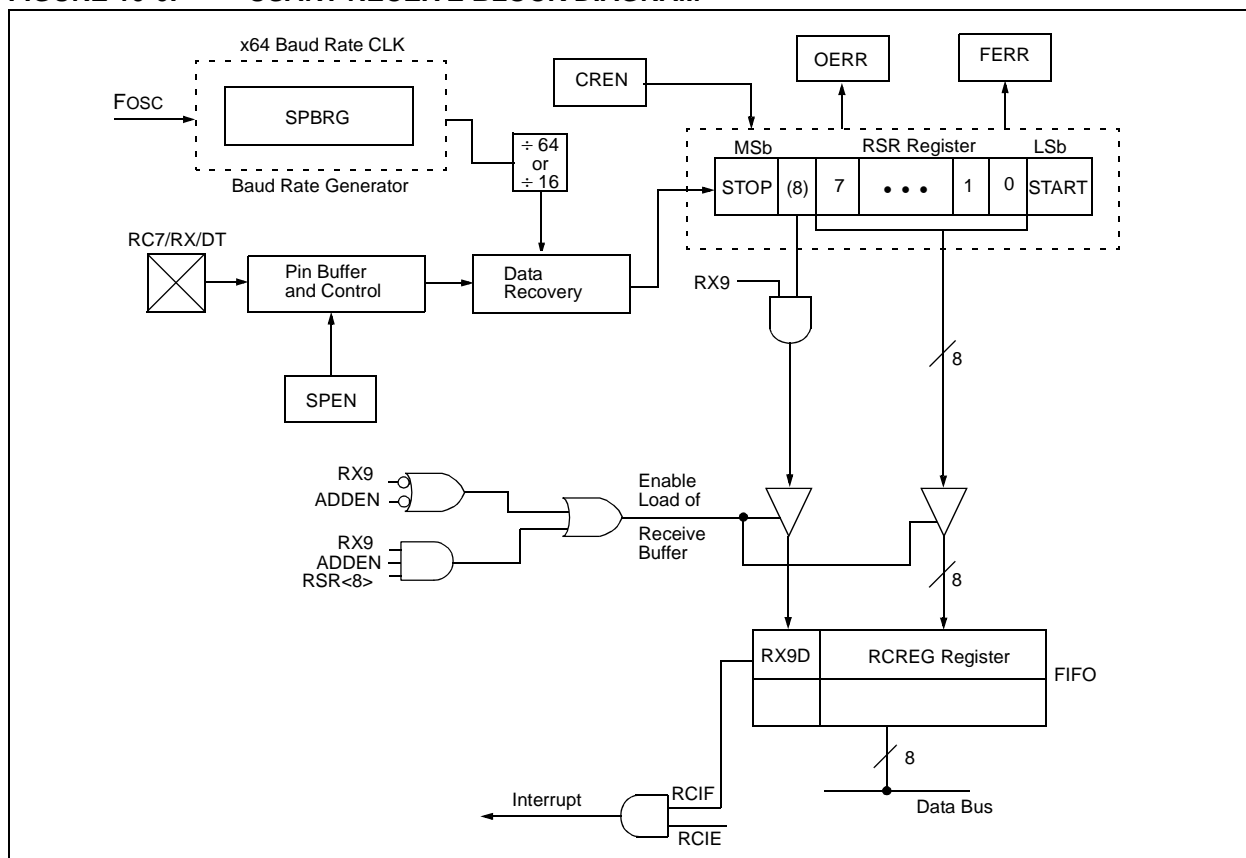 x64 Baud Rate CLK
FOSC
SPBRG
Baud Rate Generator
÷ 64
or
÷ 16
CREN
OERR
FERR
MSb
RSR Register
LSb
STOP
(8)
7
• • •
1
0
START
RC7/RX/DT
Pin Buffer
and Control
Data
Recovery
SPEN
RX9
8
RX9
ADDEN
RX9
ADDEN
RSR<8>
Enable
Load of
Receive
Buffer
8
RX9D
RCREG Register
FIFO
8
Data Bus
Interrupt
RCIF
RCIE